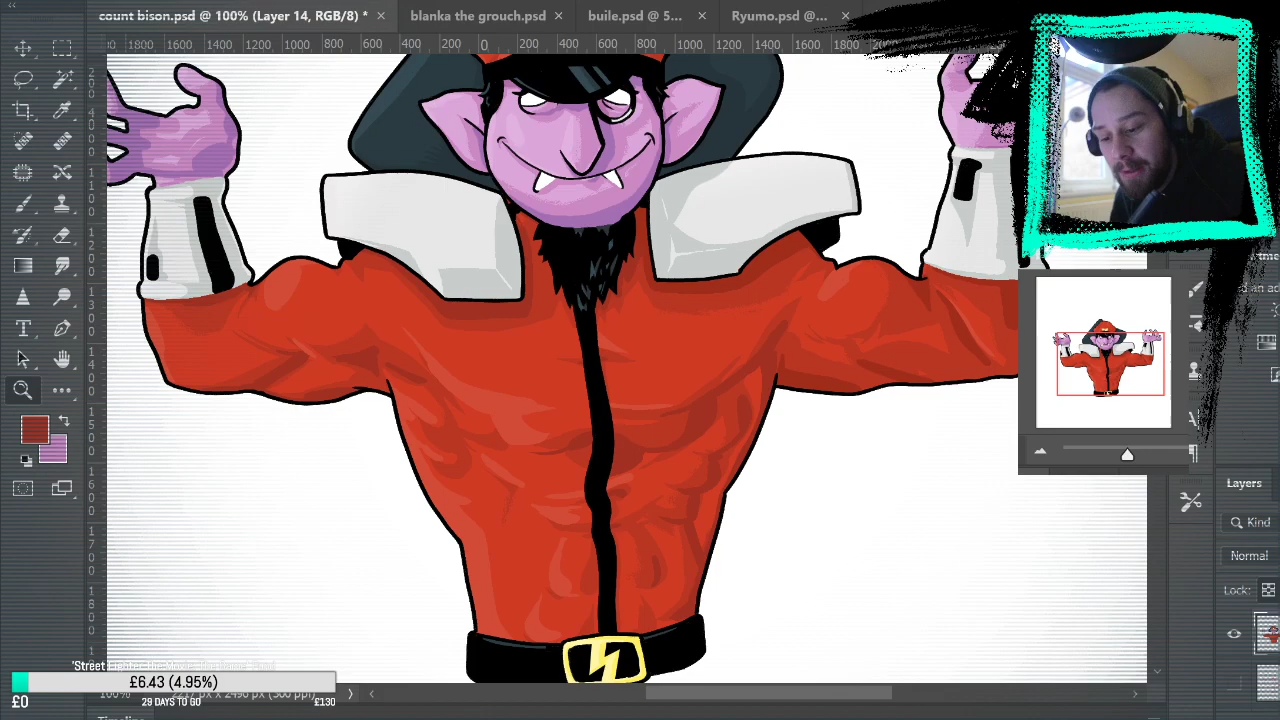 count bison.psd @ 100% (Layer 14, RGB/8) * ×
blanka the grouch.psd ×
buile.psd @ 5... ×
Ryumo.psd @... ×
1800 1600 1400 1200 1000 800 600 400 200 0 200 400 600 800 1000 1200 1400 1600 1800
Layers
Kind
Normal
Lock:
£6.43 (4.95%)
£0
29 DAYS TO GO
£130
100%
Timeline